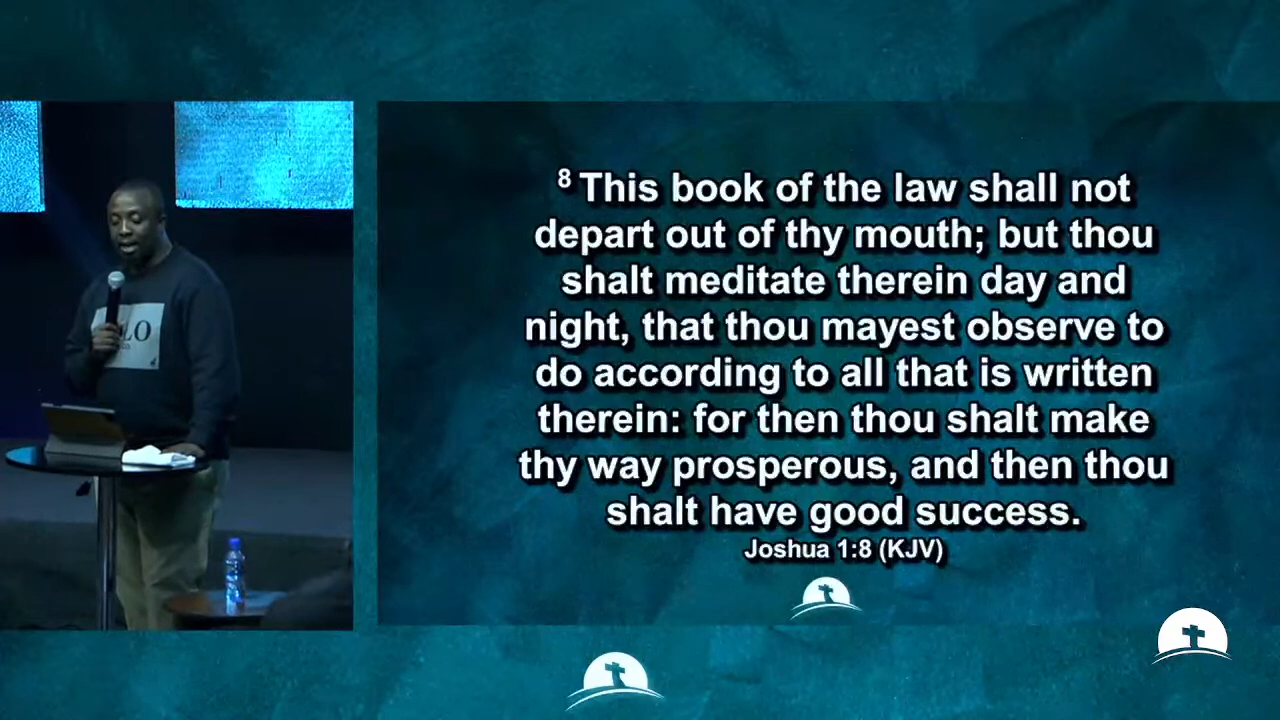 8 This book of the law shall not
depart out of thy mouth; but thou
shalt meditate therein day and
night, that thou mayest observe to
do according to all that is written
therein: for then thou shalt make
thy way prosperous, and then thou
shalt have good success.
Joshua 1:8 (KJV)